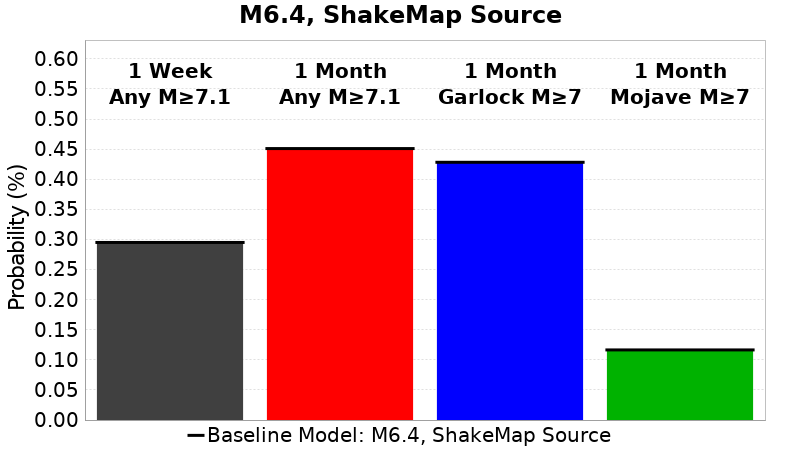 M6.4, ShakeMap Source
1 Week
Any M≥7.1
1 Month
Any M≥7.1
1 Month
Garlock M≥7
1 Month
Mojave M≥7
Probability (%)
0.60
0.55
0.50
0.45
0.40
0.35
0.30
0.25
0.20
0.15
0.10
0.05
0.00
Baseline Model: M6.4, ShakeMap Source